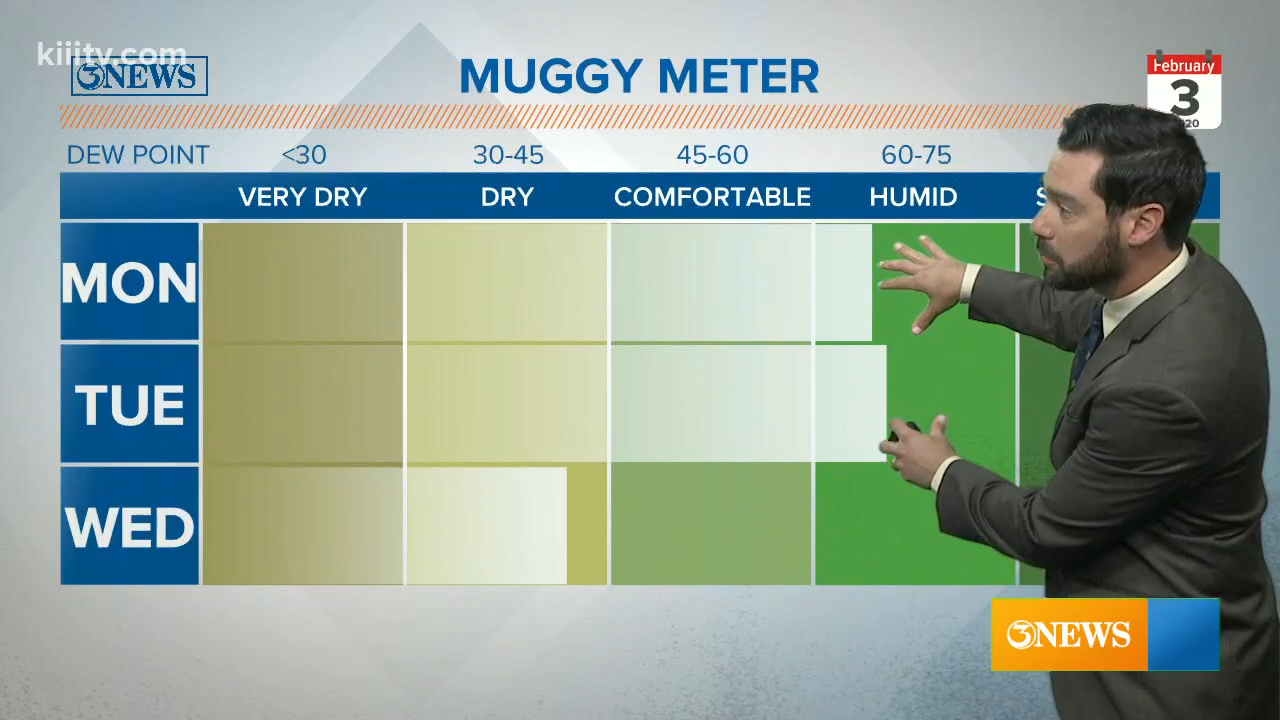 kiiitv.com
3NEWS
MUGGY METER
February
3
DEW POINT <30 30-45 45-60 60-75
VERY DRY DRY COMFORTABLE HUMID
MON
TUE
WED
3NEWS